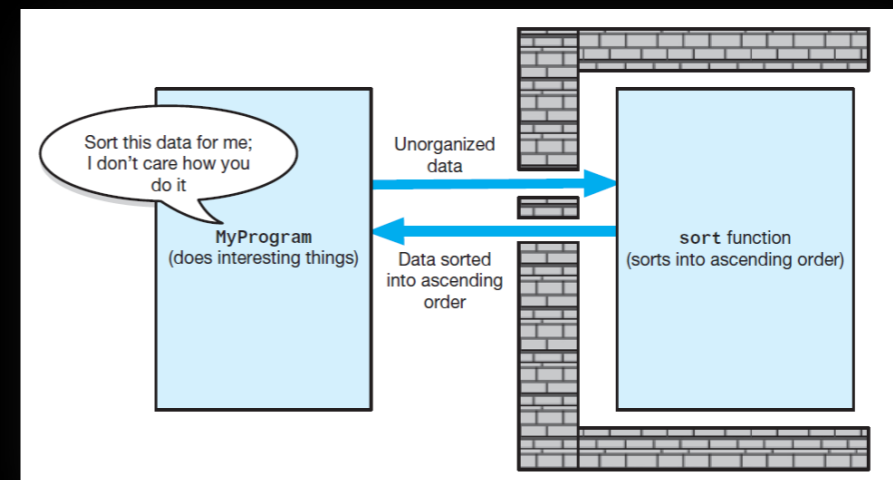 Sort this data for me;
I don't care how you
do it
MyProgram
(does interesting things)
Unorganized
data
Data sorted
into ascending
order
sort function
(sorts into ascending order)